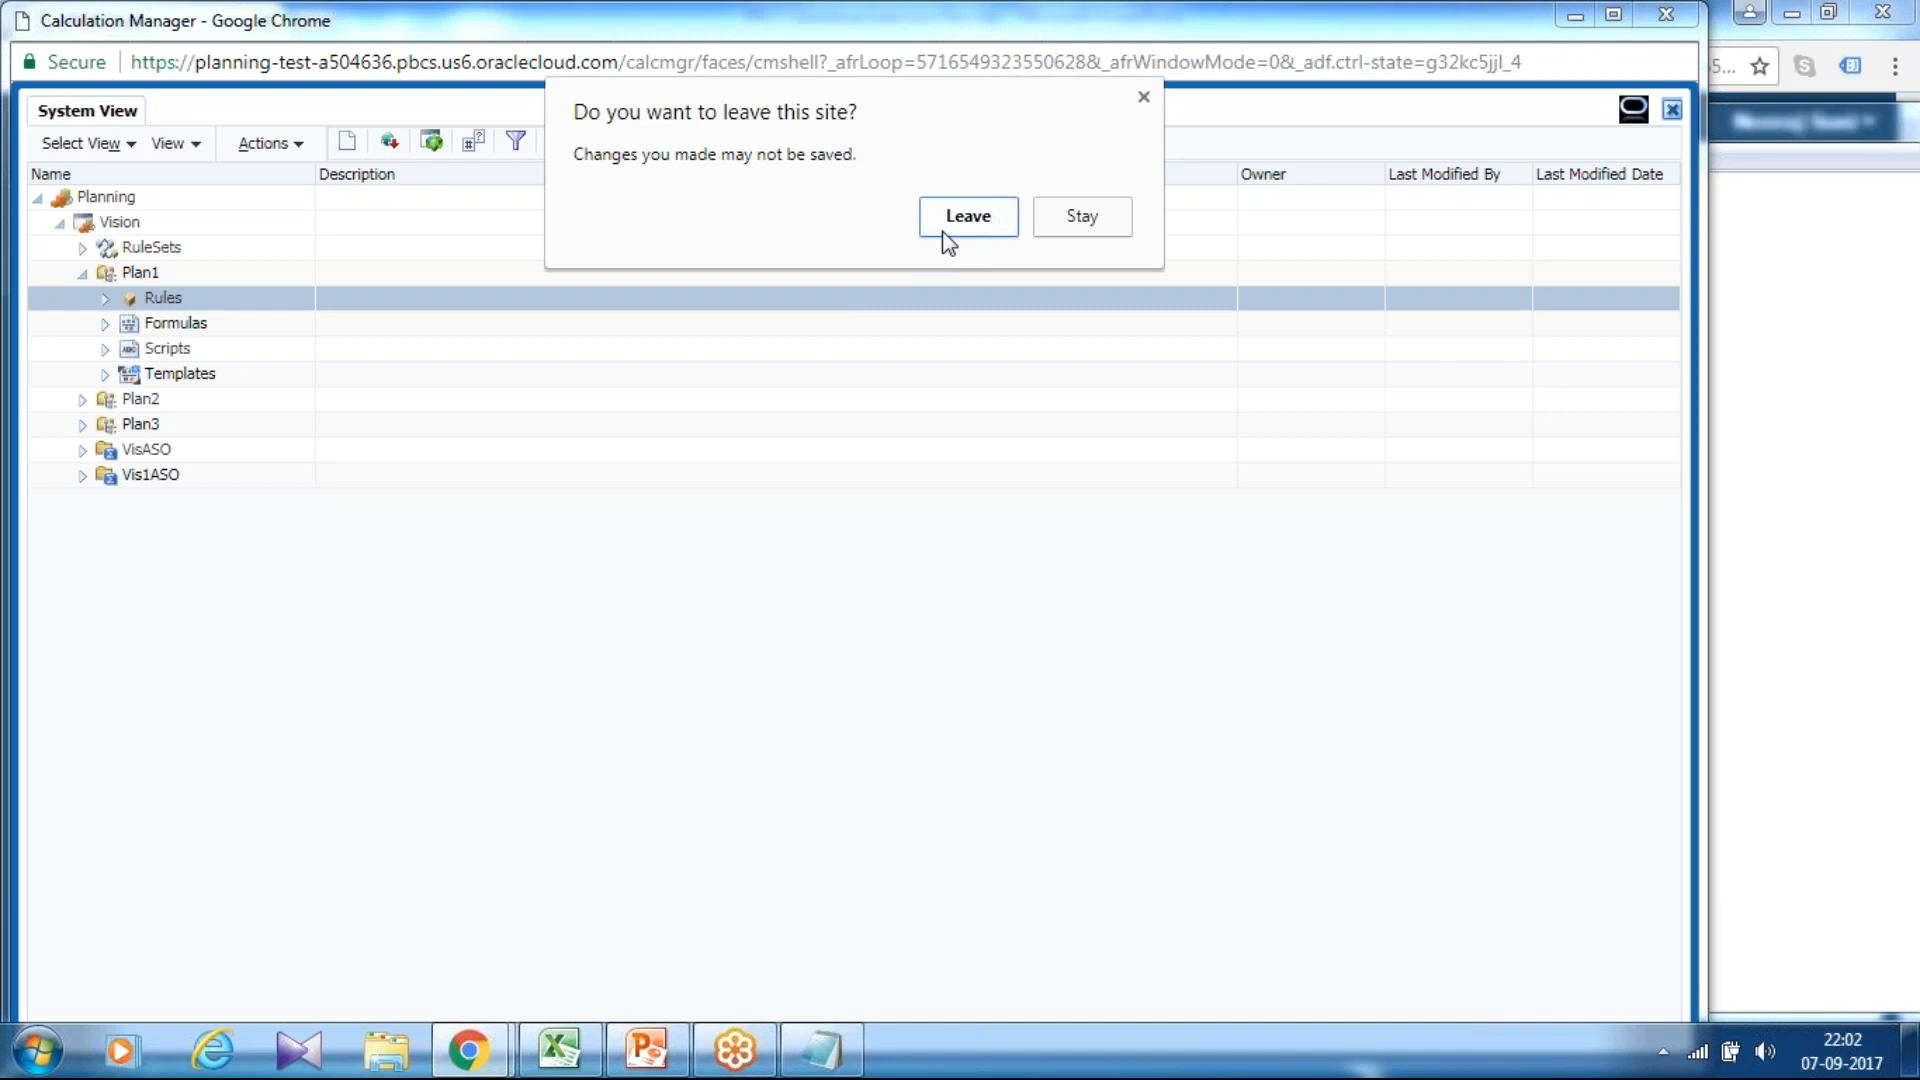 Calculation Manager - Google Chrome
Secure https://planning-test-a504636.pbcs.us6.oraclecloud.com/calcmgr/faces/cmshell?_afrLoop=571654932355062​8&_afrWindowMode=0&_adf.ctrl-state=g32kc5jjl_4
5...
Do you want to leave this site?
Changes you made may not be saved.
Leave Stay
System View
Select View View Actions
Name Description Owner Last Modified By Last Modified Date
Planning
Vision
RuleSets
Plan1
Rules
Formulas
Scripts
Templates
Plan2
Plan3
VisASO
Vis1ASO
22:02
07-09-2017